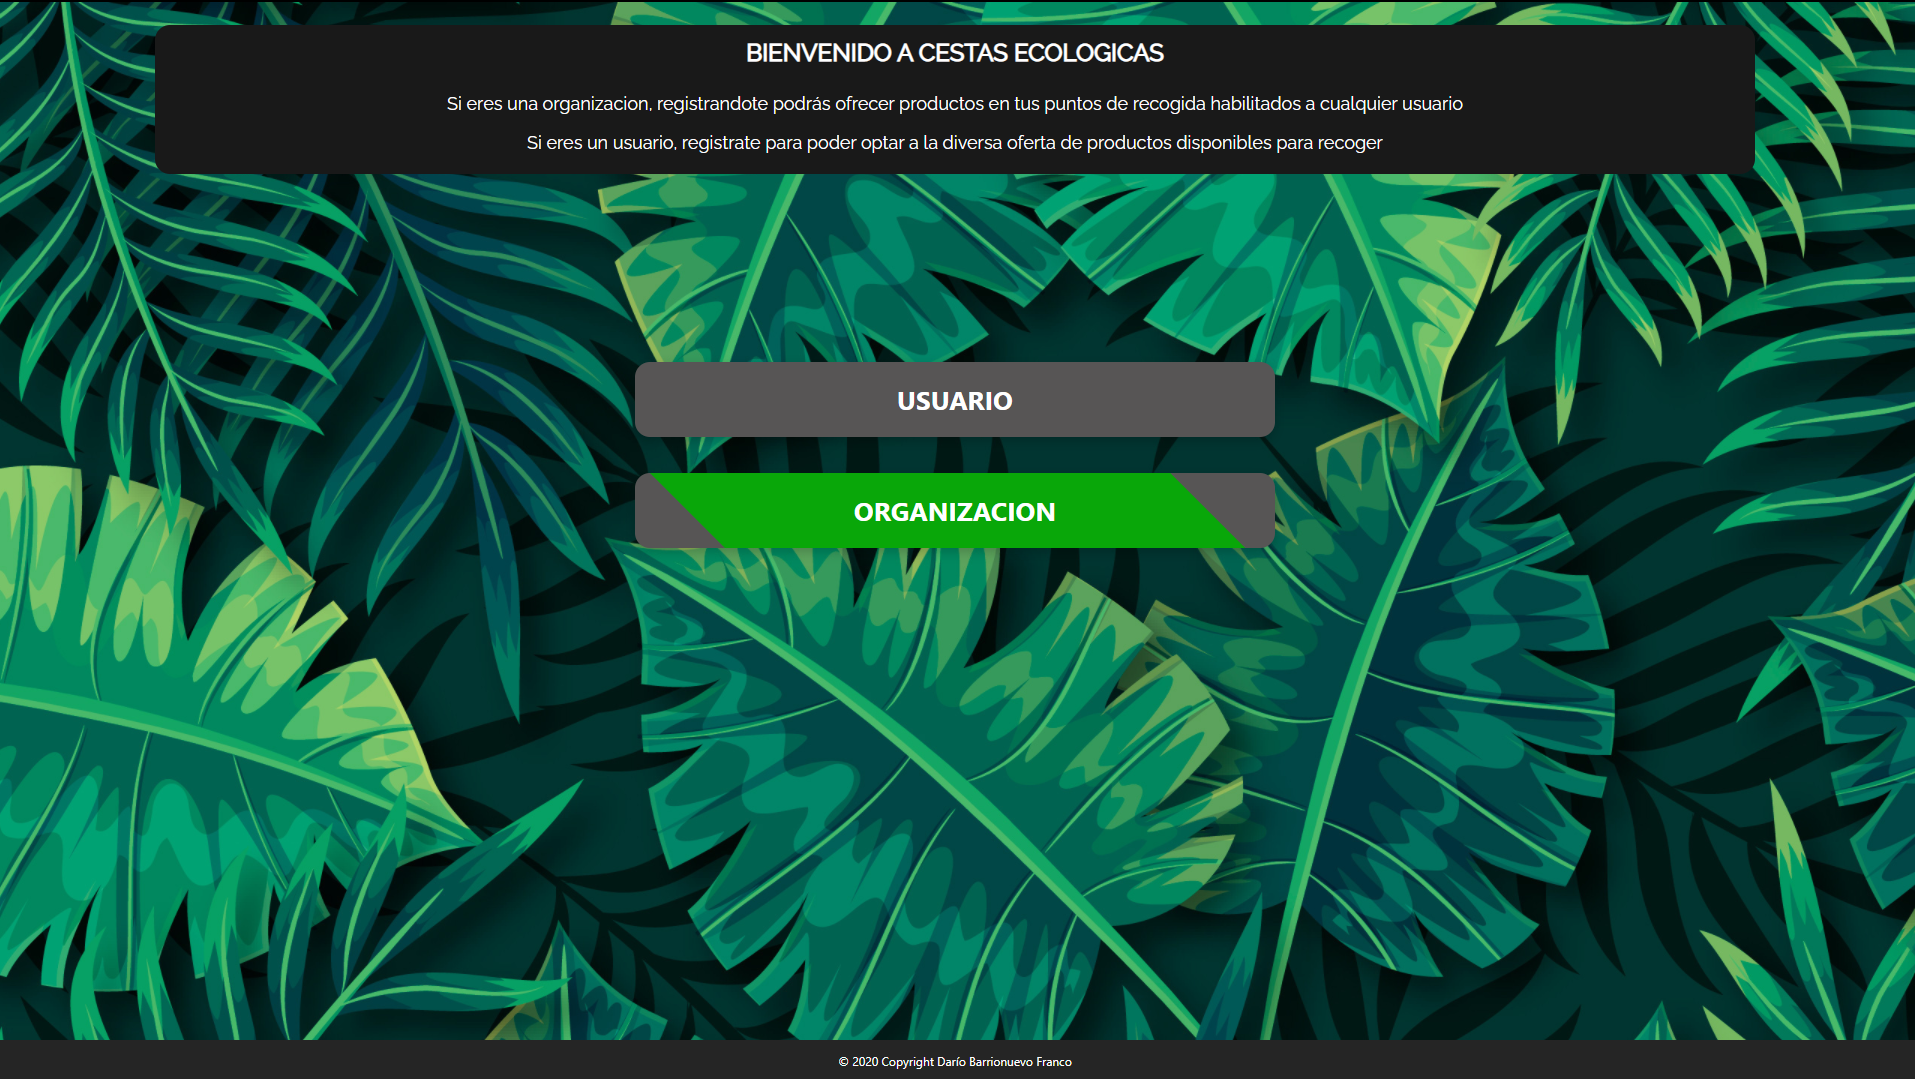 BIENVENIDO A CESTAS ECOLOGICAS
Si eres una organizacion, registrandote podrás ofrecer productos en tus puntos de recogida habilitados a cualquier usuario
Si eres un usuario, registrate para poder optar a la diversa oferta de productos disponibles para recoger
USUARIO
ORGANIZACION
© 2020 Copyright Darío Barrionuevo Franco